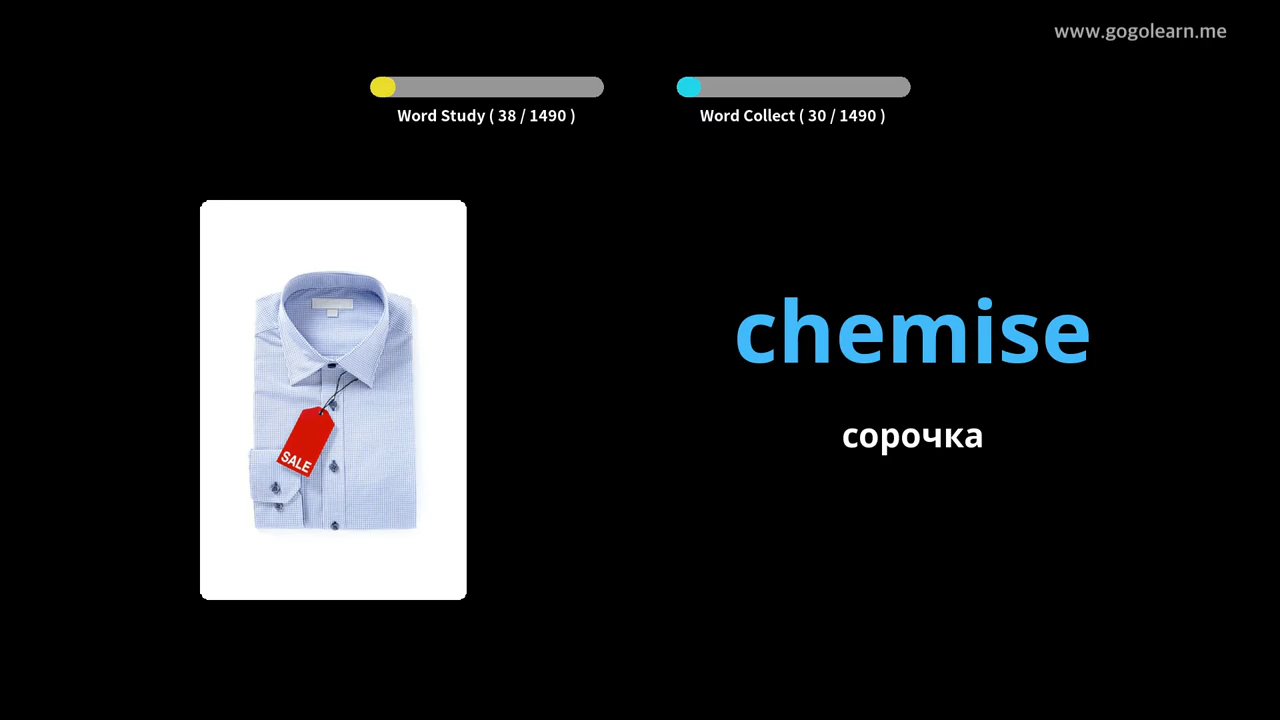 www.gogolearn.me
Word Study ( 38 / 1490 )
Word Collect ( 30 / 1490 )
chemise
сорочка
SALE